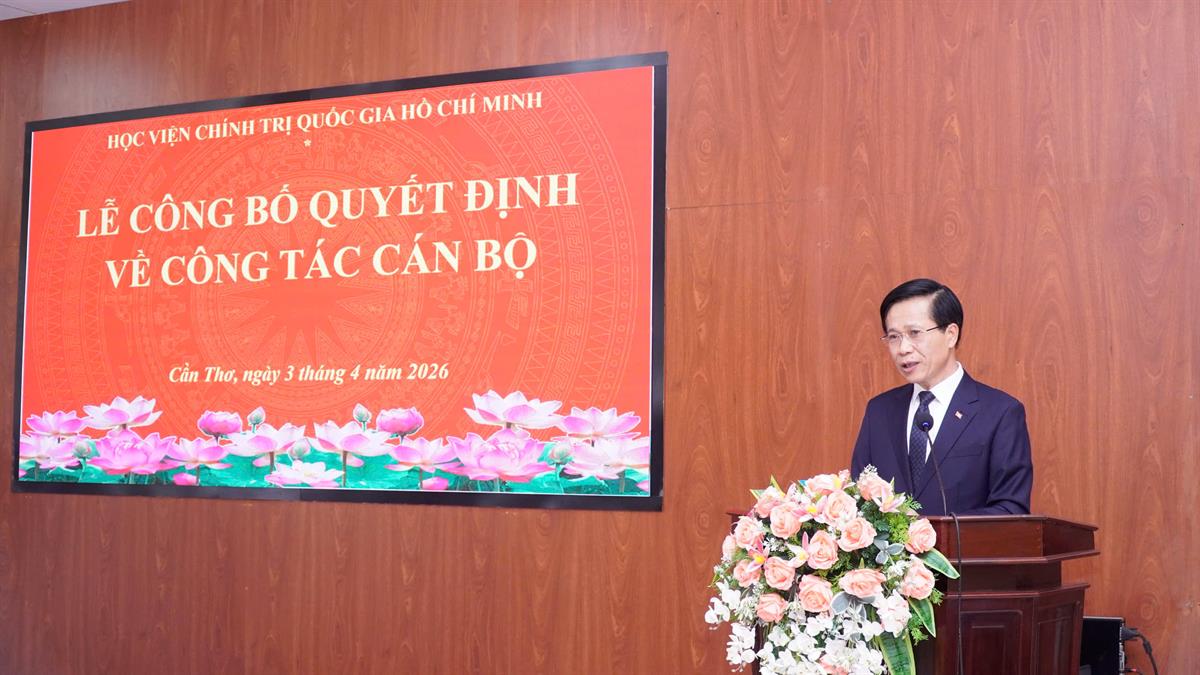 HỌC VIỆN CHÍNH TRỊ QUỐC GIA HỒ CHÍ MINH
LỄ CÔNG BỐ QUYẾT ĐỊNH
VỀ CÔNG TÁC CÁN BỘ
Cần Thơ, ngày 3 tháng 4 năm 2026